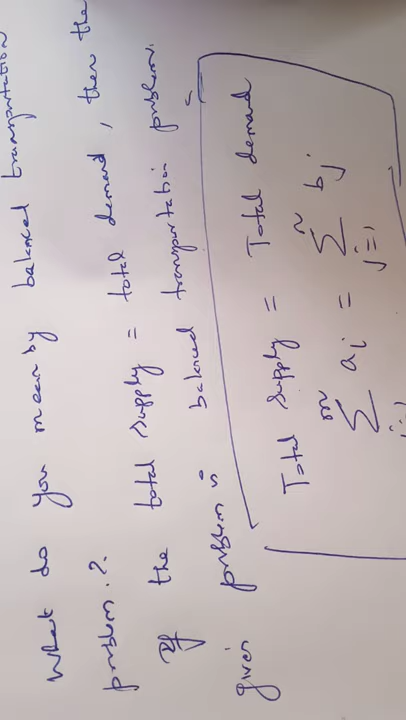 What do you mean by balanced transportation
problem.?
If the total supply = total demand, then the
given problem is balanced transportation problem.
Total supply = Total demand
m ∑ ai = n ∑ j=1 bj